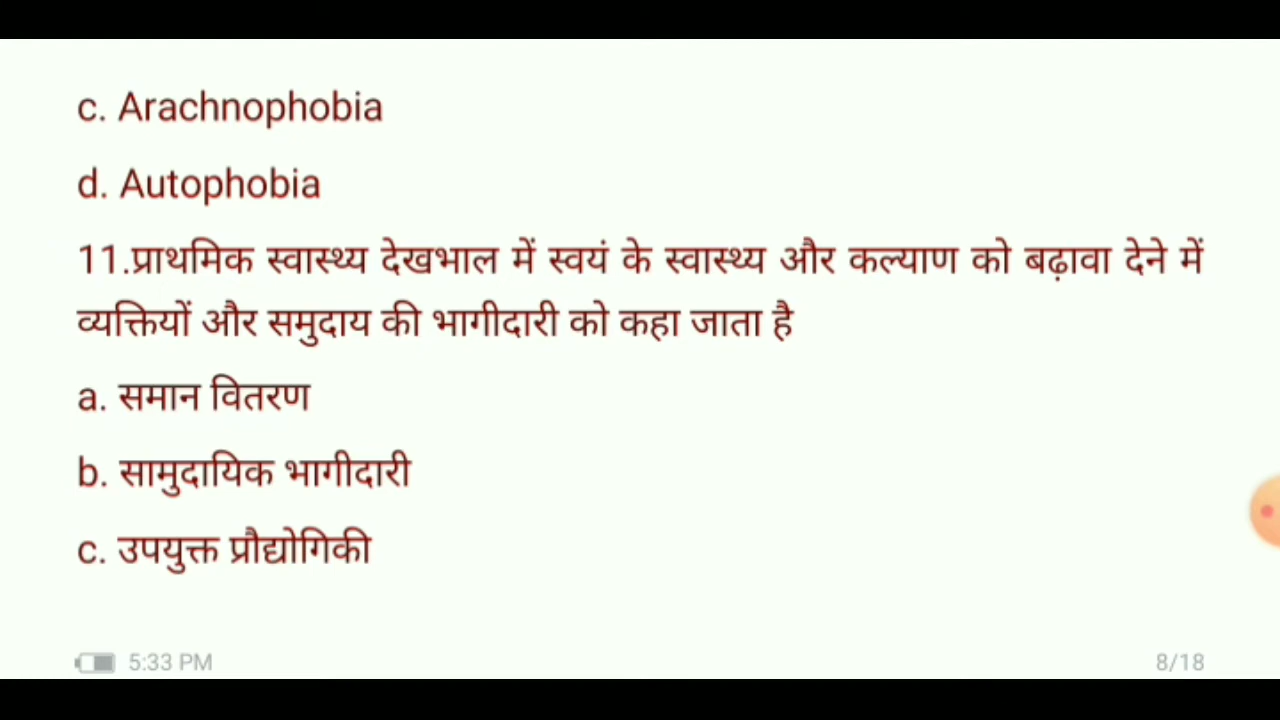 c. Arachnophobia
d. Autophobia
11.प्राथमिक स्वास्थ्य देखभाल में स्वयं के स्वास्थ्य और कल्याण को बढ़ावा देने में
व्यक्तियों और समुदाय की भागीदारी को कहा जाता है
a. समान वितरण
b. सामुदायिक भागीदारी
c. उपयुक्त प्रौद्योगिकी
5:33 PM
8/18